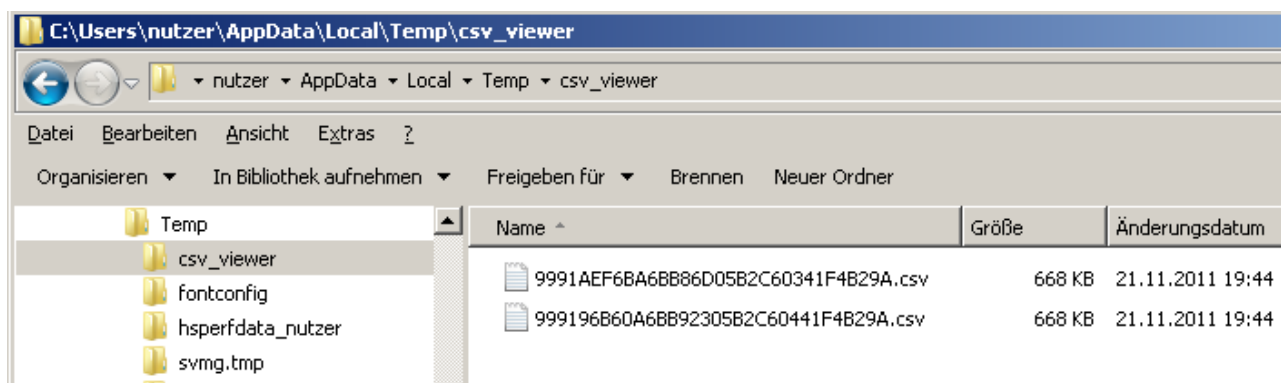 C:\Users\nutzer\AppData\Local\Temp\csv_viewer
nutzer AppData Local Temp csv_viewer
Datei Bearbeiten Ansicht Extras ?
Organisieren In Bibliothek aufnehmen Freigeben für Brennen Neuer Ordner
Temp
csv_viewer
fontconfig
hsperfdata_nutzer
svmg.tmp
Name Größe Änderungsdatum
9991AEF6BA6BB86D05B2C60341F4B29A.csv 668 KB 21.11.2011 19:44
999196B60A6BB92305B2C60441F4B29A.csv 668 KB 21.11.2011 19:44